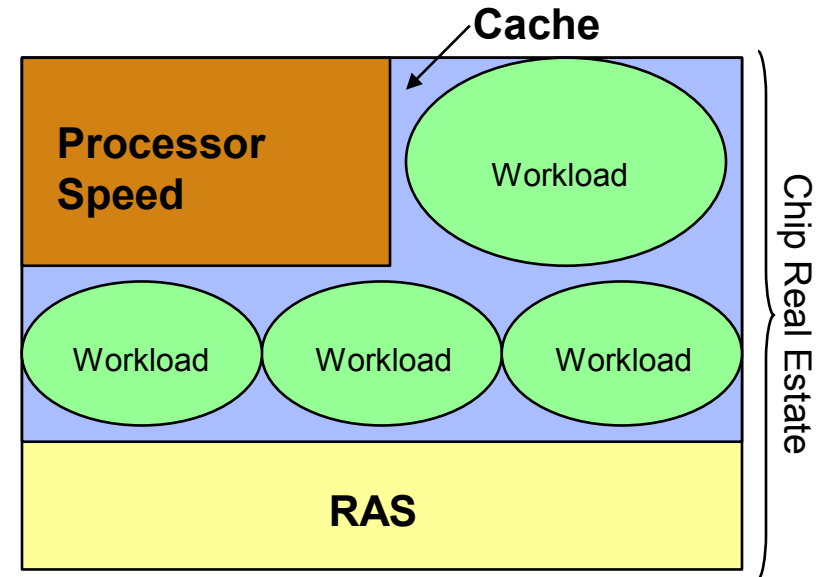 Cache
Processor
Speed
Workload
Workload
Workload
Workload
RAS
Chip Real Estate